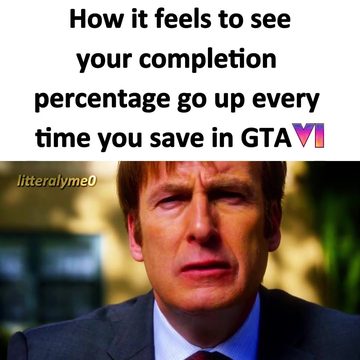 How it feels to see
your completion
percentage go up every
time you save in GTA VI
litteralyme0